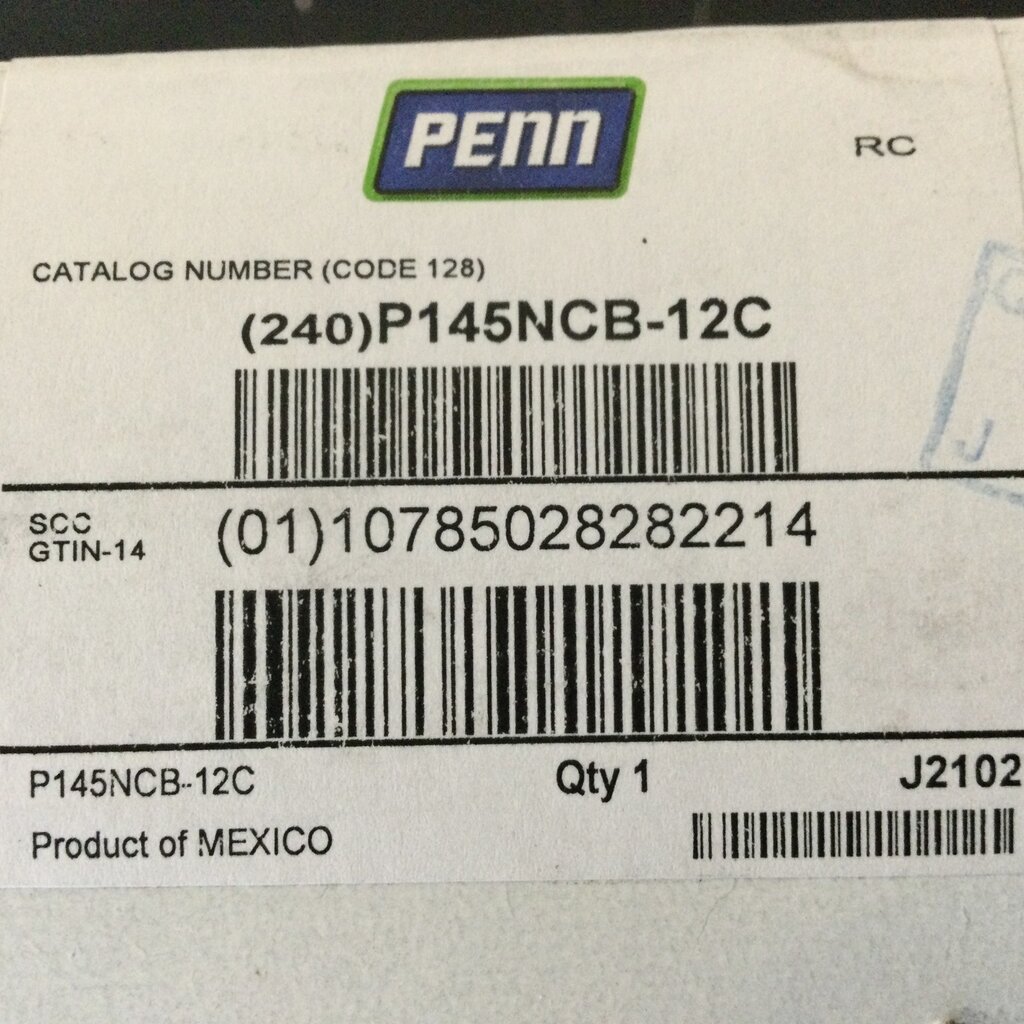 PENN
RC
CATALOG NUMBER (CODE 128)
(240)P145NCB-12C
SCC
GTIN-14
(01)10785028282214
P145NCB-12C
Qty 1
J2102
Product of MEXICO